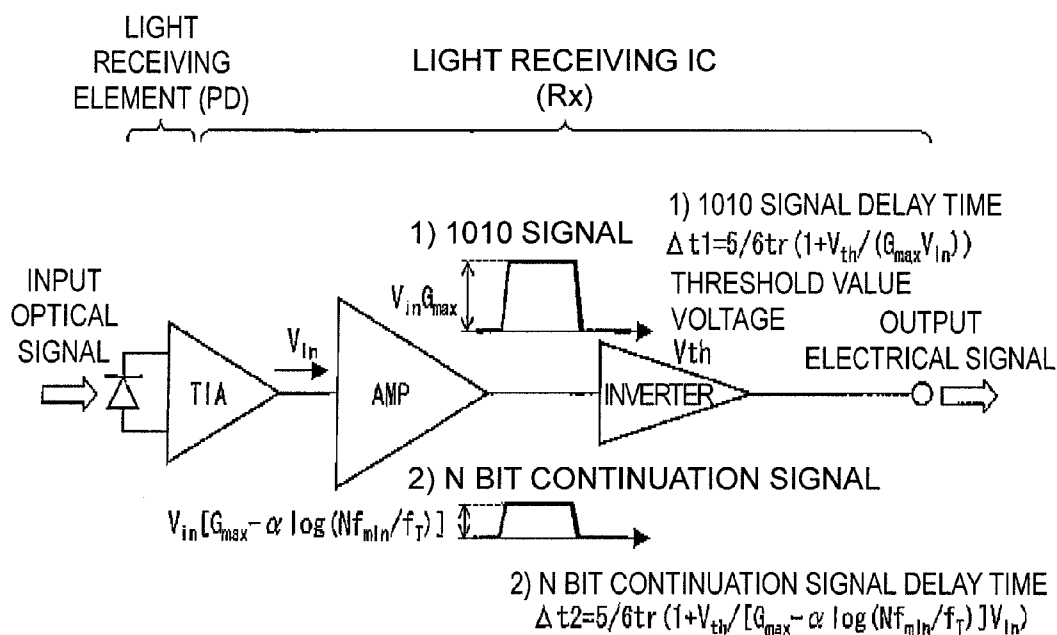 LIGHT
RECEIVING
ELEMENT (PD)
LIGHT RECEIVING IC
(Rx)
1) 1010 SIGNAL DELAY TIME
Δt1=5/6tr(1+Vth/(GmaxVin))
THRESHOLD VALUE
VOLTAGE
Vth
1) 1010 SIGNAL
VinGmax
INPUT
OPTICAL
SIGNAL
Vin
TIA
AMP
INVERTER
OUTPUT
ELECTRICAL SIGNAL
2) N BIT CONTINUATION SIGNAL
Vin[Gmax-α log(Nfmin/fT)]
2) N BIT CONTINUATION SIGNAL DELAY TIME
Δt2=5/6tr(1+Vth/[Gmax-α log(Nfmin/fT)]Vin)